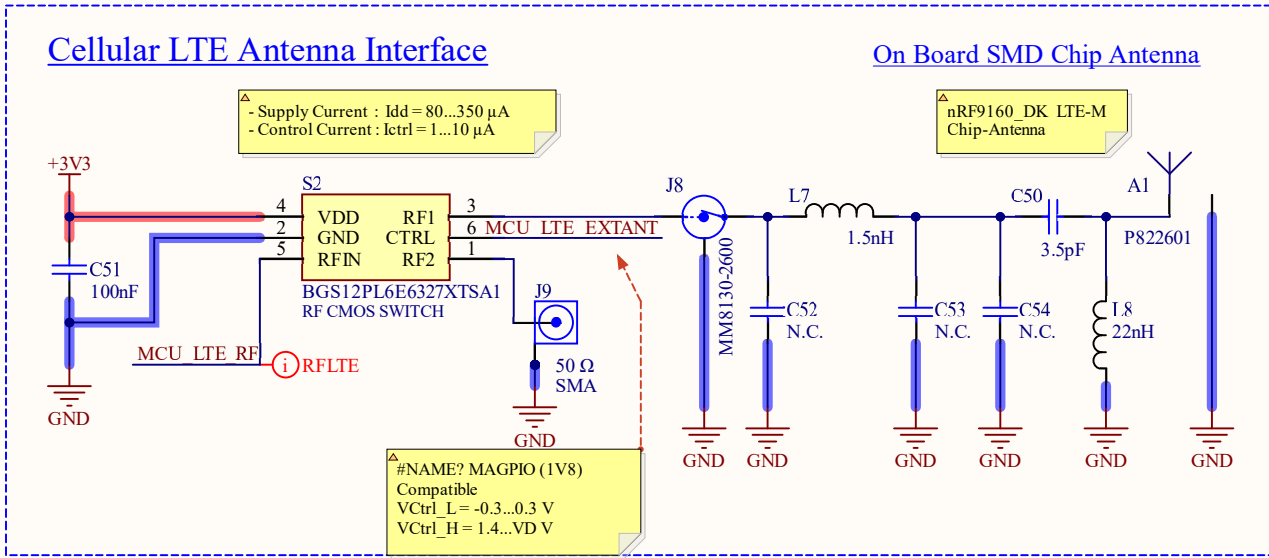 Cellular LTE Antenna Interface
On Board SMD Chip Antenna
- Supply Current : Idd = 80...350 µA
- Control Current : Ictrl = 1...10 µA
nRF9160_DK LTE-M
Chip-Antenna
+3V3
S2
4
VDD
RF1
3
2
GND
CTRL
6
MCU_LTE_EXTANT
5
RFIN
RF2
1
BGS12PL6E6327XTSA1
RF CMOS SWITCH
C51
100nF
MCU_LTE_RF
i
RFLTE
GND
J9
50 Ω
SMA
GND
J8
MM8130-2600
GND
L7
1.5nH
C52
N.C.
GND
C53
N.C.
GND
C54
N.C.
GND
C50
3.5pF
L8
22nH
GND
A1
P822601
GND
#NAME? MAGPIO (1V8)
Compatible
VCtrl_L = -0.3...0.3 V
VCtrl_H = 1.4...VD V